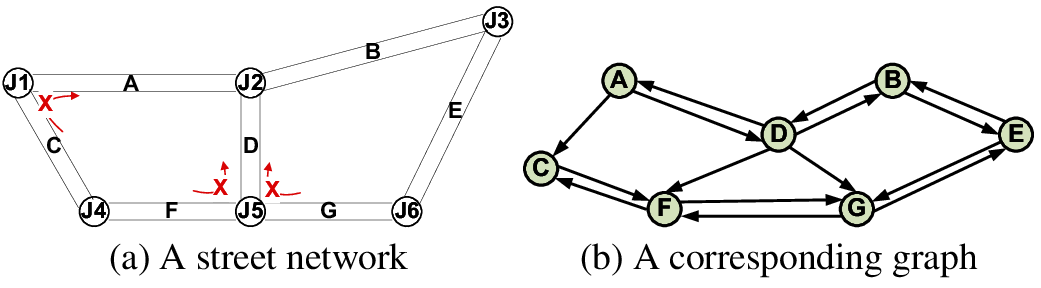 J1 A J2 B J3
X C D E
X X
J4 F J5 G J6
(a) A street network
A B
D E
C F G
(b) A corresponding graph